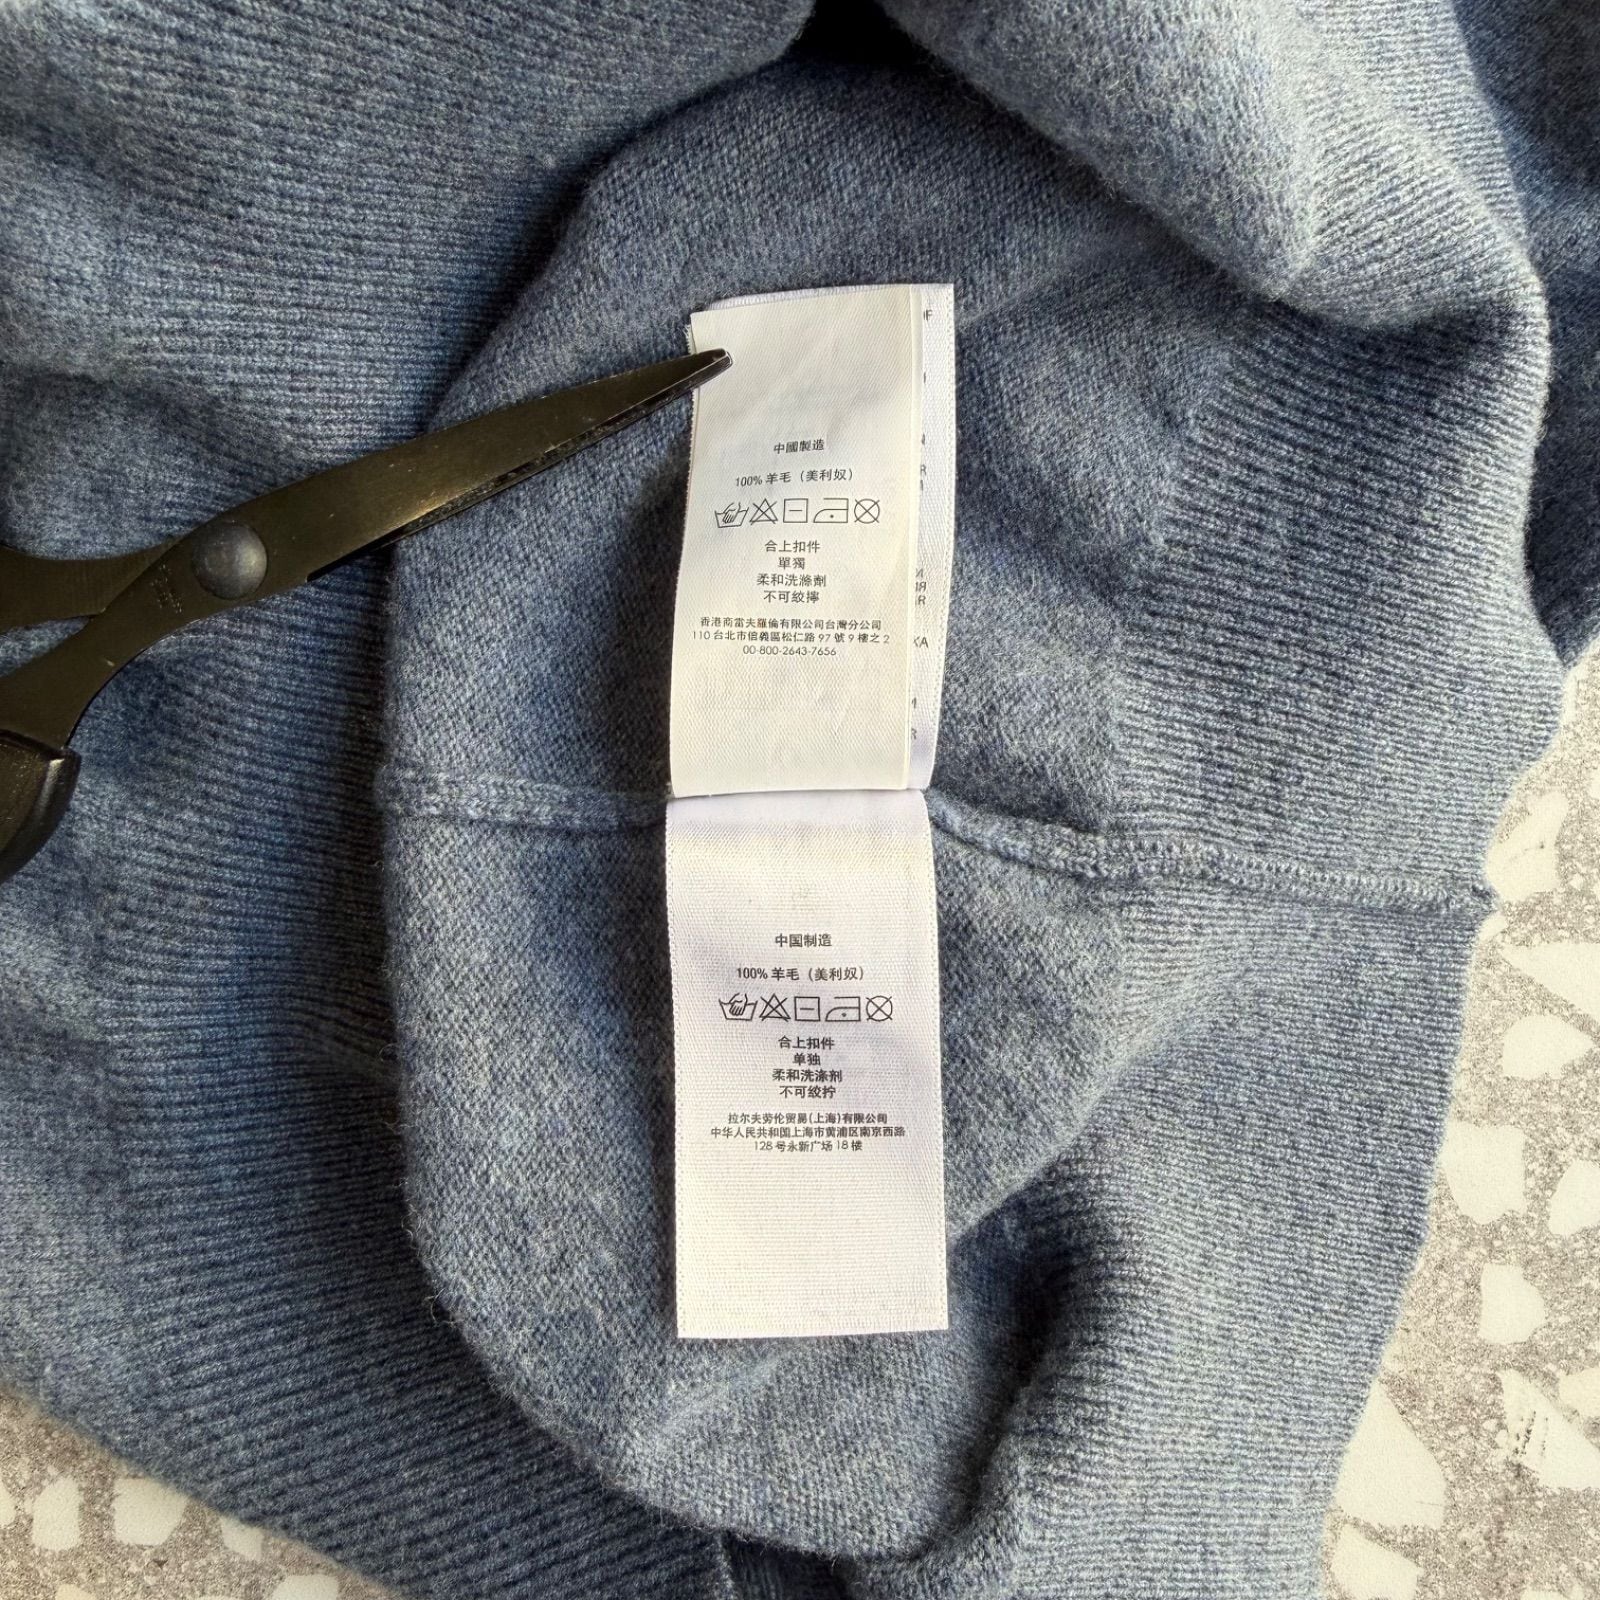 中國製造
100% 羊毛（美利奴）
合上扣件
單獨
柔和洗滌劑
不可絞擰
香港商雷夫羅倫有限公司台灣分公司
110 台北市信義區松仁路 97 號 9 樓之 2
00-800-2643-7656
中国制造
100% 羊毛（美利奴）
合上扣件
单独
柔和洗涤剂
不可绞拧
拉尔夫劳伦贸易(上海)有限公司
中华人民共和国上海市黄浦区南京西路
128 号永新广场 18 楼